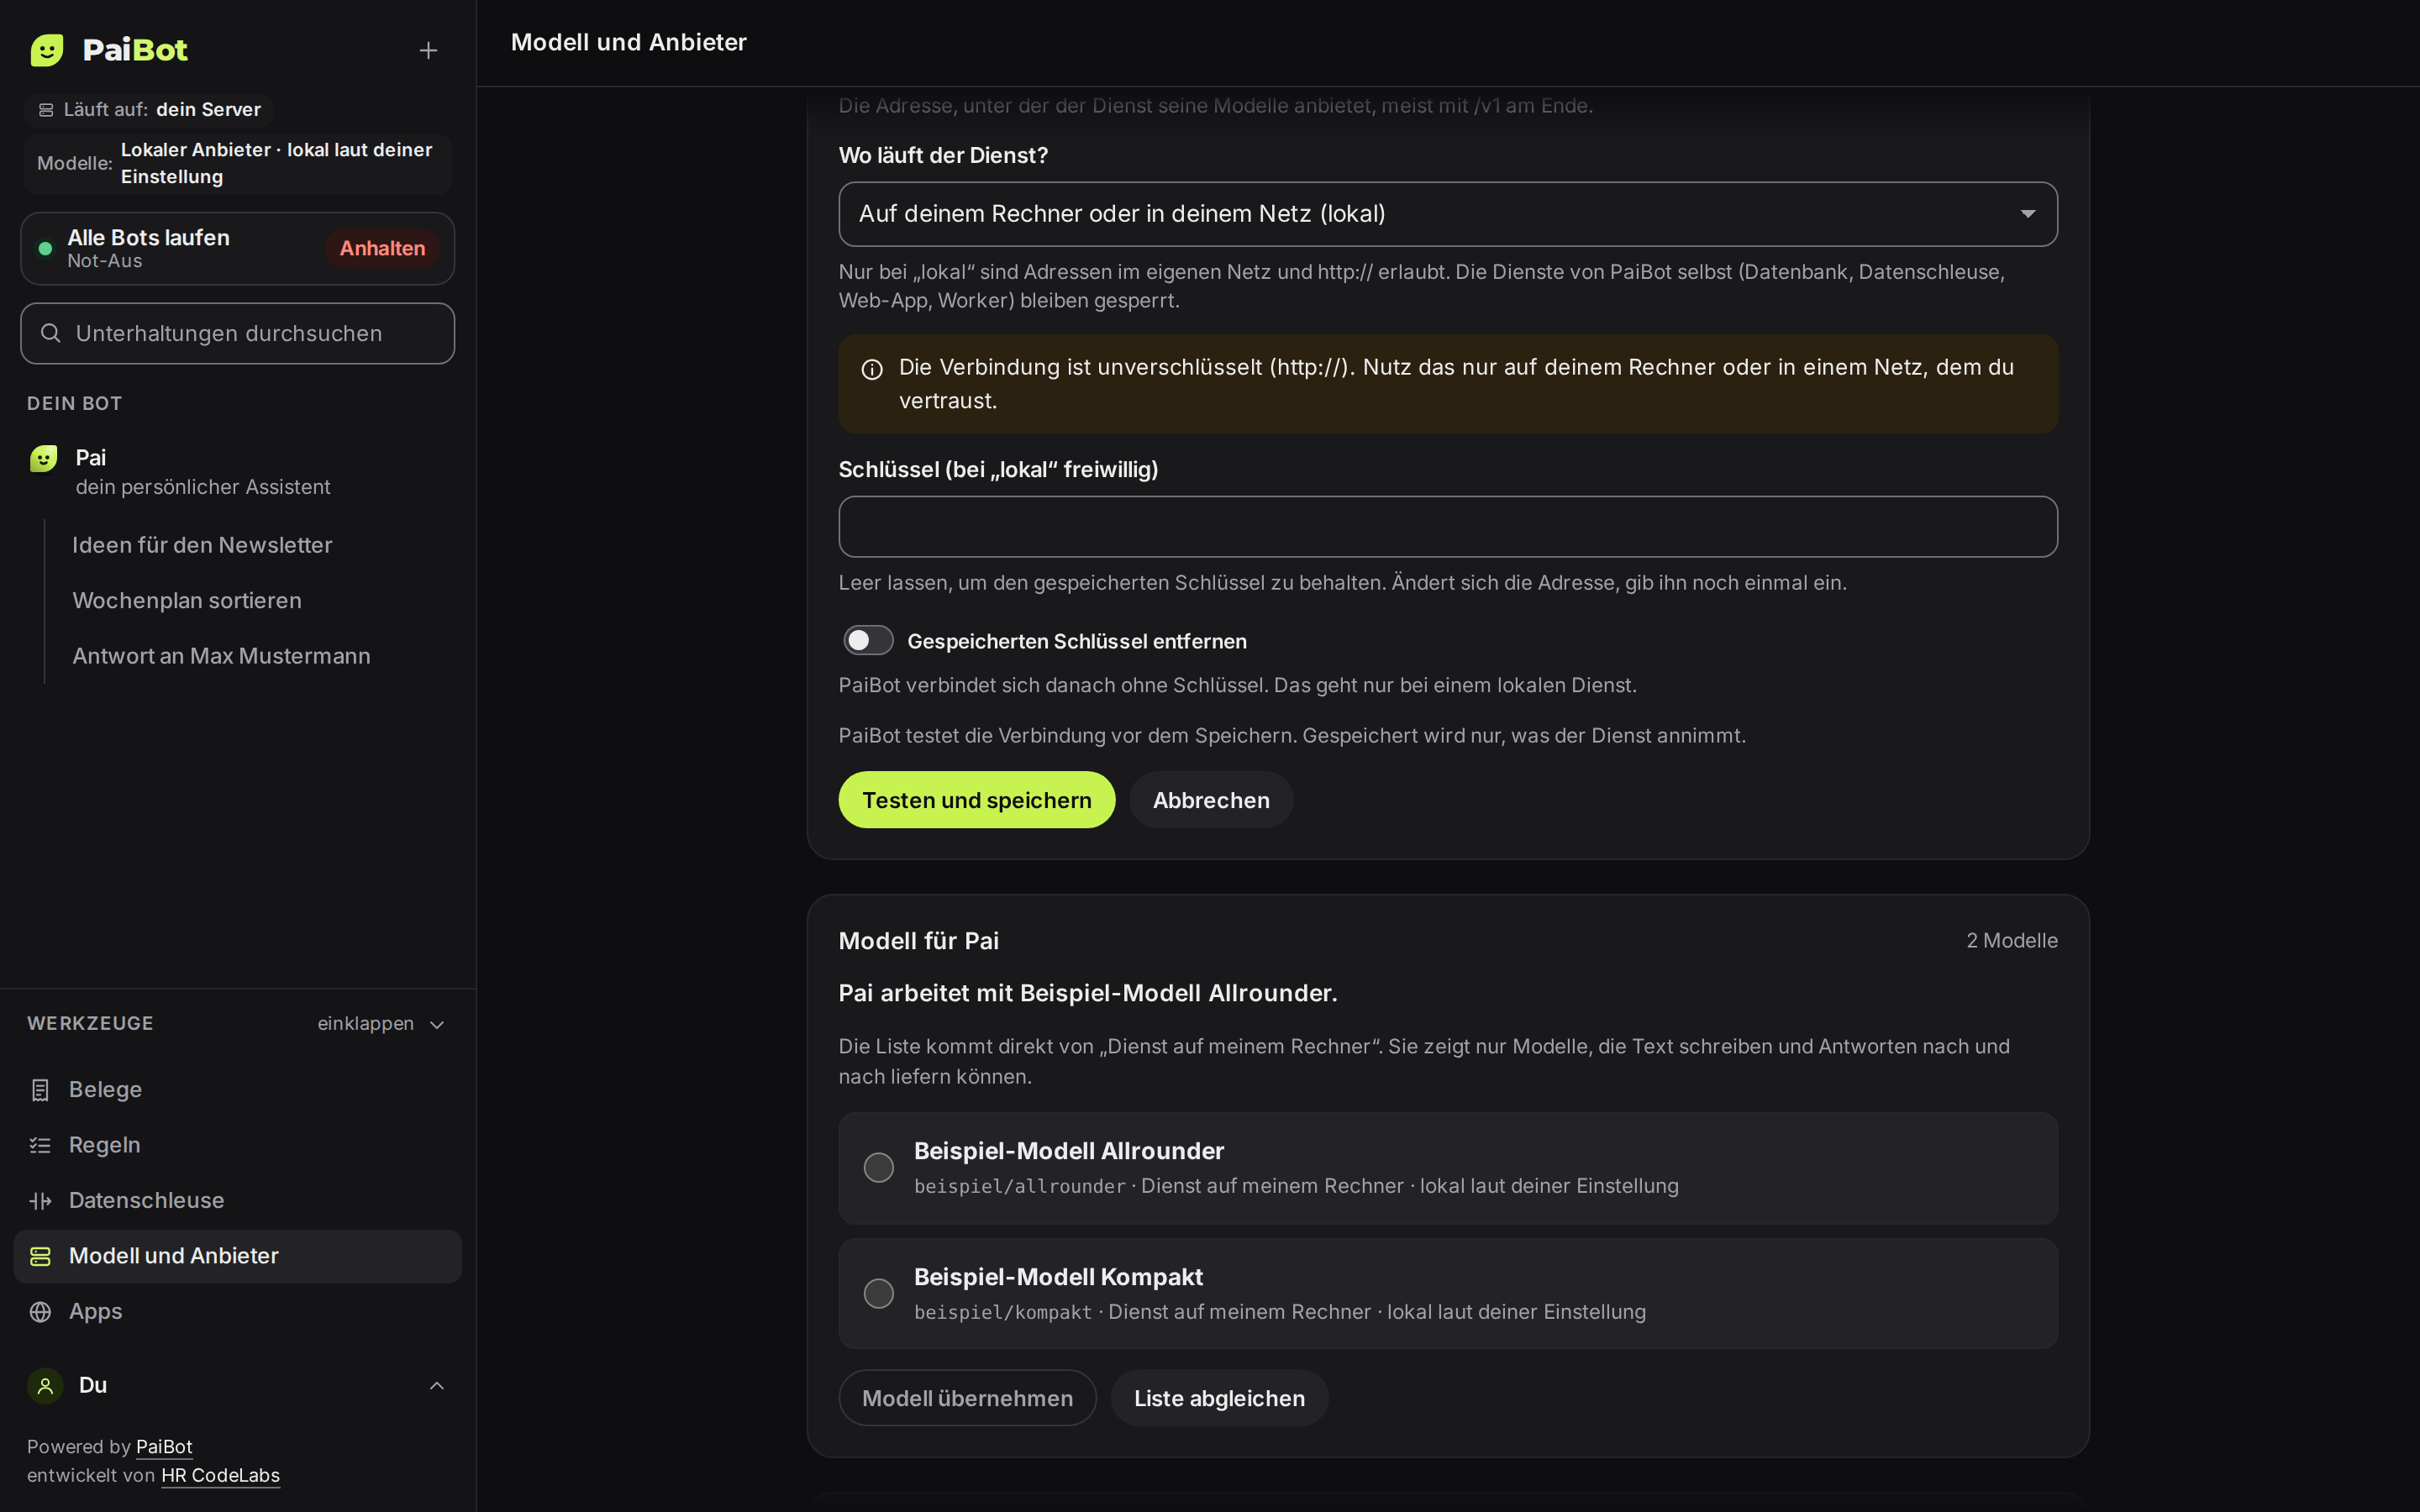 PaiBot
Läuft auf: dein Server
Modelle: Lokaler Anbieter · lokal laut deiner
Einstellung
Alle Bots laufen
Not-Aus
Anhalten
Unterhaltungen durchsuchen
DEIN BOT
Pai
dein persönlicher Assistent
Ideen für den Newsletter
Wochenplan sortieren
Antwort an Max Mustermann
WERKZEUGE
einklappen
Belege
Regeln
Datenschleuse
Modell und Anbieter
Apps
Du
Powered by PaiBot
entwickelt von HR CodeLabs
Modell und Anbieter
Die Adresse, unter der der Dienst seine Modelle anbietet, meist mit /v1 am Ende.
Wo läuft der Dienst?
Auf deinem Rechner oder in deinem Netz (lokal)
Nur bei „lokal“ sind Adressen im eigenen Netz und http:// erlaubt. Die Dienste von PaiBot selbst (Datenbank, Datenschleuse,
Web-App, Worker) bleiben gesperrt.
Die Verbindung ist unverschlüsselt (http://). Nutz das nur auf deinem Rechner oder in einem Netz, dem du
vertraust.
Schlüssel (bei „lokal“ freiwillig)
Leer lassen, um den gespeicherten Schlüssel zu behalten. Ändert sich die Adresse, gib ihn noch einmal ein.
Gespeicherten Schlüssel entfernen
PaiBot verbindet sich danach ohne Schlüssel. Das geht nur bei einem lokalen Dienst.
PaiBot testet die Verbindung vor dem Speichern. Gespeichert wird nur, was der Dienst annimmt.
Testen und speichern
Abbrechen
Modell für Pai
2 Modelle
Pai arbeitet mit Beispiel-Modell Allrounder.
Die Liste kommt direkt von „Dienst auf meinem Rechner“. Sie zeigt nur Modelle, die Text schreiben und Antworten nach und
nach liefern können.
Beispiel-Modell Allrounder
beispiel/allrounder · Dienst auf meinem Rechner · lokal laut deiner Einstellung
Beispiel-Modell Kompakt
beispiel/kompakt · Dienst auf meinem Rechner · lokal laut deiner Einstellung
Modell übernehmen
Liste abgleichen